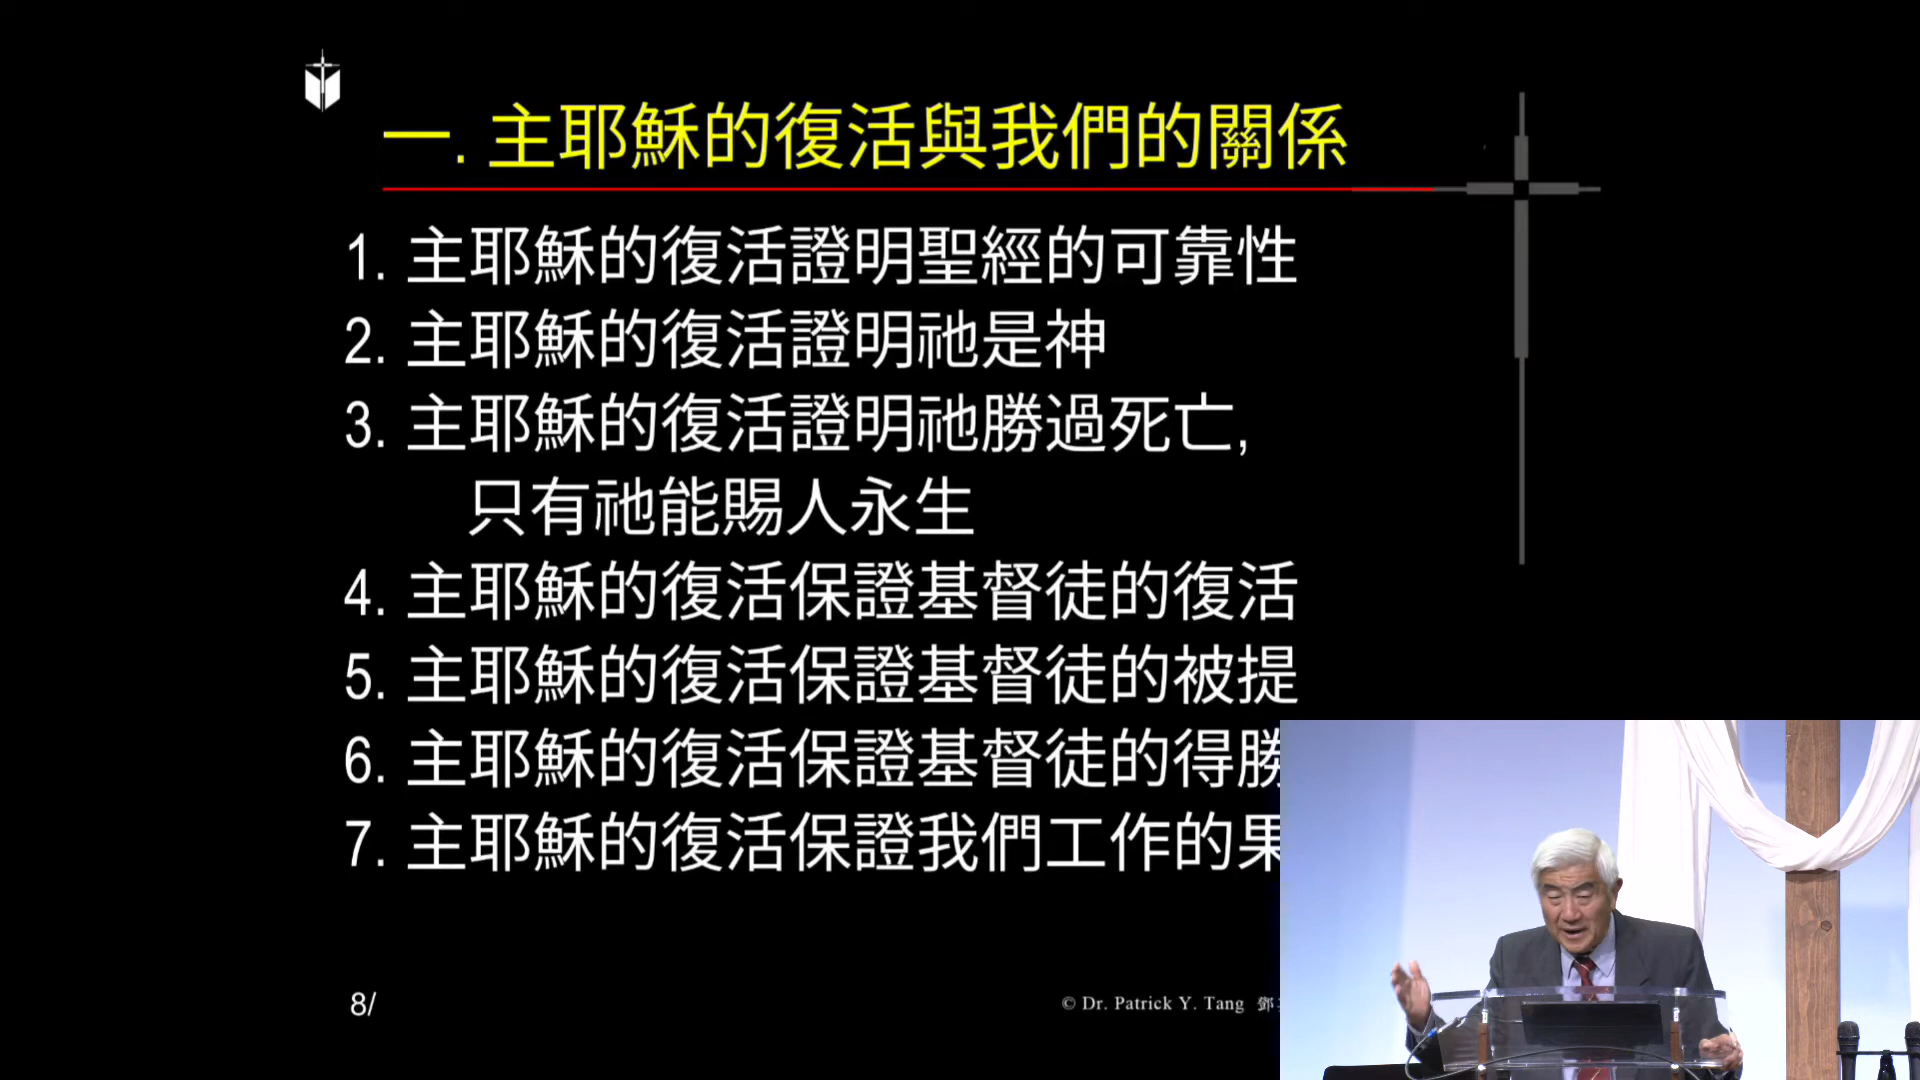 一. 主耶穌的復活與我們的關係
1. 主耶穌的復活證明聖經的可靠性
2. 主耶穌的復活證明祂是神
3. 主耶穌的復活證明祂勝過死亡,
只有祂能賜人永生
4. 主耶穌的復活保證基督徒的復活
5. 主耶穌的復活保證基督徒的被提
6. 主耶穌的復活保證基督徒的得勝
7. 主耶穌的復活保證我們工作的果
8/
© Dr. Patrick Y. Tang